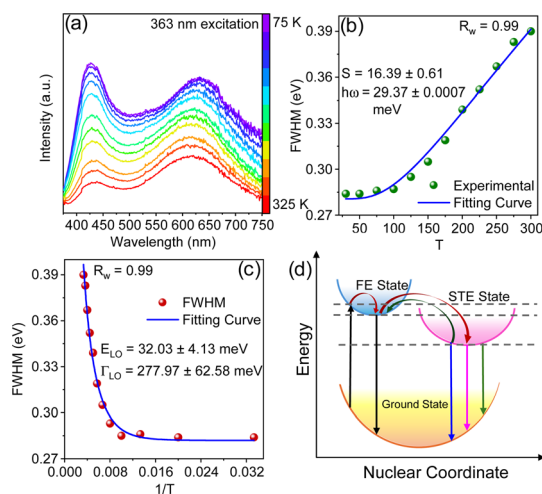 (a)
363 nm excitation
75 K
325 K
Intensity (a.u.)
400 450 500 550 600 650 700 750
Wavelength (nm)
(b)
R_w = 0.99
S = 16.39 ± 0.61
hω = 29.37 ± 0.0007
meV
Experimental
Fitting Curve
FWHM (eV)
0.39
0.36
0.33
0.30
0.28
50 100 150 200 250 300
T
(c)
R_w = 0.99
FWHM
Fitting Curve
E_LO = 32.03 ± 4.13 meV
Γ_LO = 277.97 ± 62.58 meV
FWHM (eV)
0.39
0.36
0.33
0.30
0.27
0.000 0.008 0.016 0.024 0.032
1/T
(d)
FE State
STE State
Ground State
Energy
Nuclear Coordinate